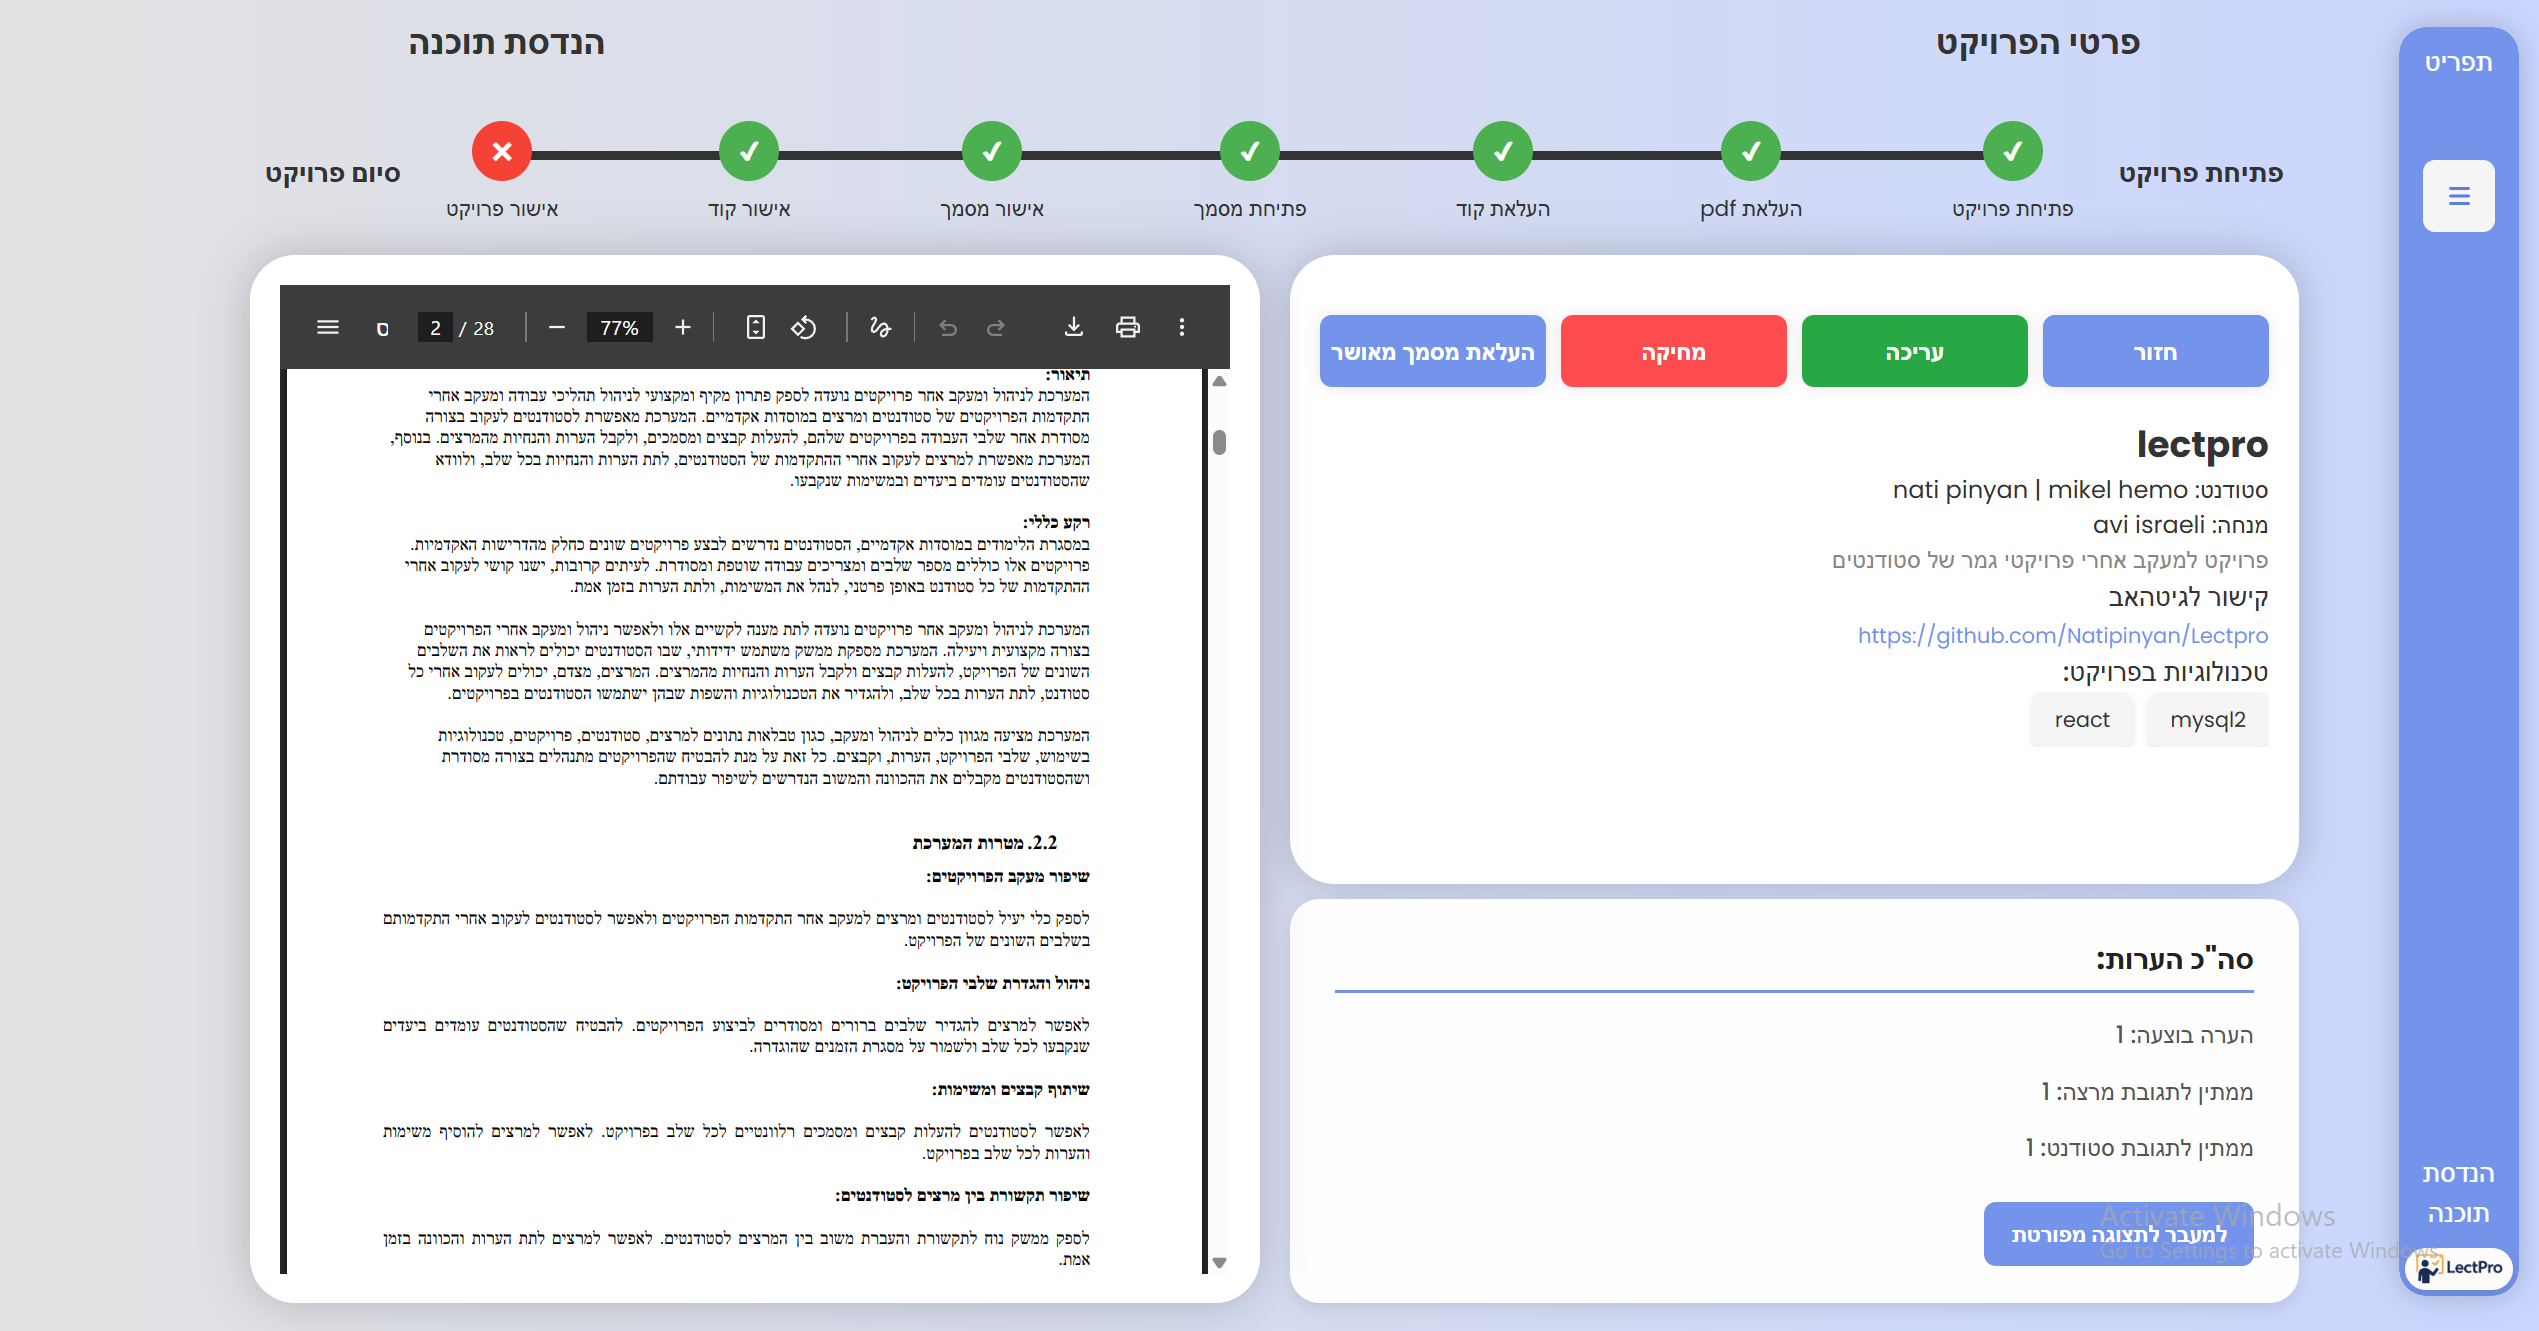 תפריט
פרטי הפרויקט
הנדסת תוכנה
פתיחת פרויקט
פתיחת פרויקט
העלאת pdf
העלאת קוד
פתיחת מסמך
אישור מסמך
אישור קוד
אישור פרויקט
סיום פרויקט
חזור
עריכה
מחיקה
העלאת מסמך מאושר
lectpro
סטודנט: nati pinyan | mikel hemo
מנחה: avi israeli
פרויקט למעקב אחרי פרויקטי גמר של סטודנטים
קישור לגיטהאב
https://github.com/Natipinyan/Lectpro
טכנולוגיות בפרויקט:
mysql2
react
סה"כ הערות:
הערה בוצעה: 1
ממתין לתגובת מרצה: 1
ממתין לתגובת סטודנט: 1
למעבר לתצוגה מפורטת
2 / 28
77%
תיאור:
המערכת לניהול ומעקב אחר פרויקטים נועדה לספק פתרון מקיף ומקצועי לניהול תהליכי עבודה ומעקב אחרי
התקדמות הפרויקטים של סטודנטים ומרצים במוסדות אקדמיים. המערכת מאפשרת לסטודנטים לעקוב בצורה
מסודרת אחר שלבי העבודה בפרויקטים שלהם, להעלות קבצים ומסמכים, ולקבל הערות והנחיות מהמרצים. בנוסף,
המערכת מאפשרת למרצים לעקוב אחרי ההתקדמות של הסטודנטים, לתת הערות והנחיות בכל שלב, ולוודא
שהסטודנטים עומדים ביעדים ובמשימות שנקבעו.
רקע כללי:
במסגרת הלימודים במוסדות אקדמיים, הסטודנטים נדרשים לבצע פרויקטים שונים כחלק מהדרישות האקדמיות.
פרויקטים אלו כוללים מספר שלבים ומצריכים עבודה שוטפת ומסודרת. לעיתים קרובות, ישנו קושי לעקוב אחרי
ההתקדמות של כל סטודנט באופן פרטני, לנהל את המשימות, ולתת הערות בזמן אמת.
המערכת לניהול ומעקב אחר פרויקטים נועדה לתת מענה לקשיים אלו ולאפשר ניהול ומעקב אחרי הפרויקטים
בצורה מקצועית ויעילה. המערכת מספקת ממשק משתמש ידידותי, שבו הסטודנטים יכולים לראות את השלבים
השונים של הפרויקט, להעלות קבצים ולקבל הערות והנחיות מהמרצים. המרצים, מצדם, יכולים לעקוב אחרי כל
סטודנט, לתת הערות בכל שלב, ולהגדיר את הטכנולוגיות והשפות שבהן ישתמשו הסטודנטים בפרויקטים.
המערכת מציעה מגוון כלים לניהול ומעקב, כגון טבלאות נתונים למרצים, סטודנטים, פרויקטים, טכנולוגיות
בשימוש, שלבי הפרויקט, הערות, וקבצים. כל זאת על מנת להבטיח שהפרויקטים מתנהלים בצורה מסודרת
ושהסטודנטים מקבלים את ההכוונה והמשוב הנדרשים לשיפור עבודתם.
2.2. מטרות המערכת
שיפור מעקב הפרויקטים:
לספק כלי יעיל לסטודנטים ומרצים למעקב אחר התקדמות הפרויקטים ולאפשר לסטודנטים לעקוב אחרי התקדמותם
בשלבים השונים של הפרויקט.
ניהול והגדרת שלבי הפרויקט:
לאפשר למרצים להגדיר שלבים ברורים ומסודרים לביצוע הפרויקטים. להבטיח שהסטודנטים עומדים ביעדים
שנקבעו לכל שלב ולשמור על מסגרת הזמנים שהוגדרה.
שיתוף קבצים ומשימות:
לאפשר לסטודנטים להעלות קבצים ומסמכים רלוונטיים לכל שלב בפרויקט. לאפשר למרצים להוסיף משימות
והערות לכל שלב בפרויקט.
שיפור תקשורת בין מרצים לסטודנטים:
לספק ממשק נוח לתקשורת והעברת משוב בין המרצים לסטודנטים. לאפשר למרצים לתת הערות והכוונה בזמן
אמת.
הנדסת
תוכנה
LectPro
Activate Windows
Go to Settings to activate Windows.